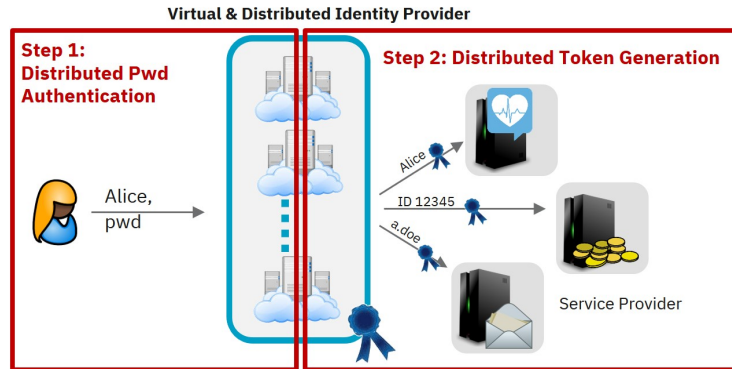 Virtual & Distributed Identity Provider
Step 1:
Distributed Pwd
Authentication
Step 2: Distributed Token Generation
Alice,
pwd
Alice
ID 12345
a.doe
Service Provider